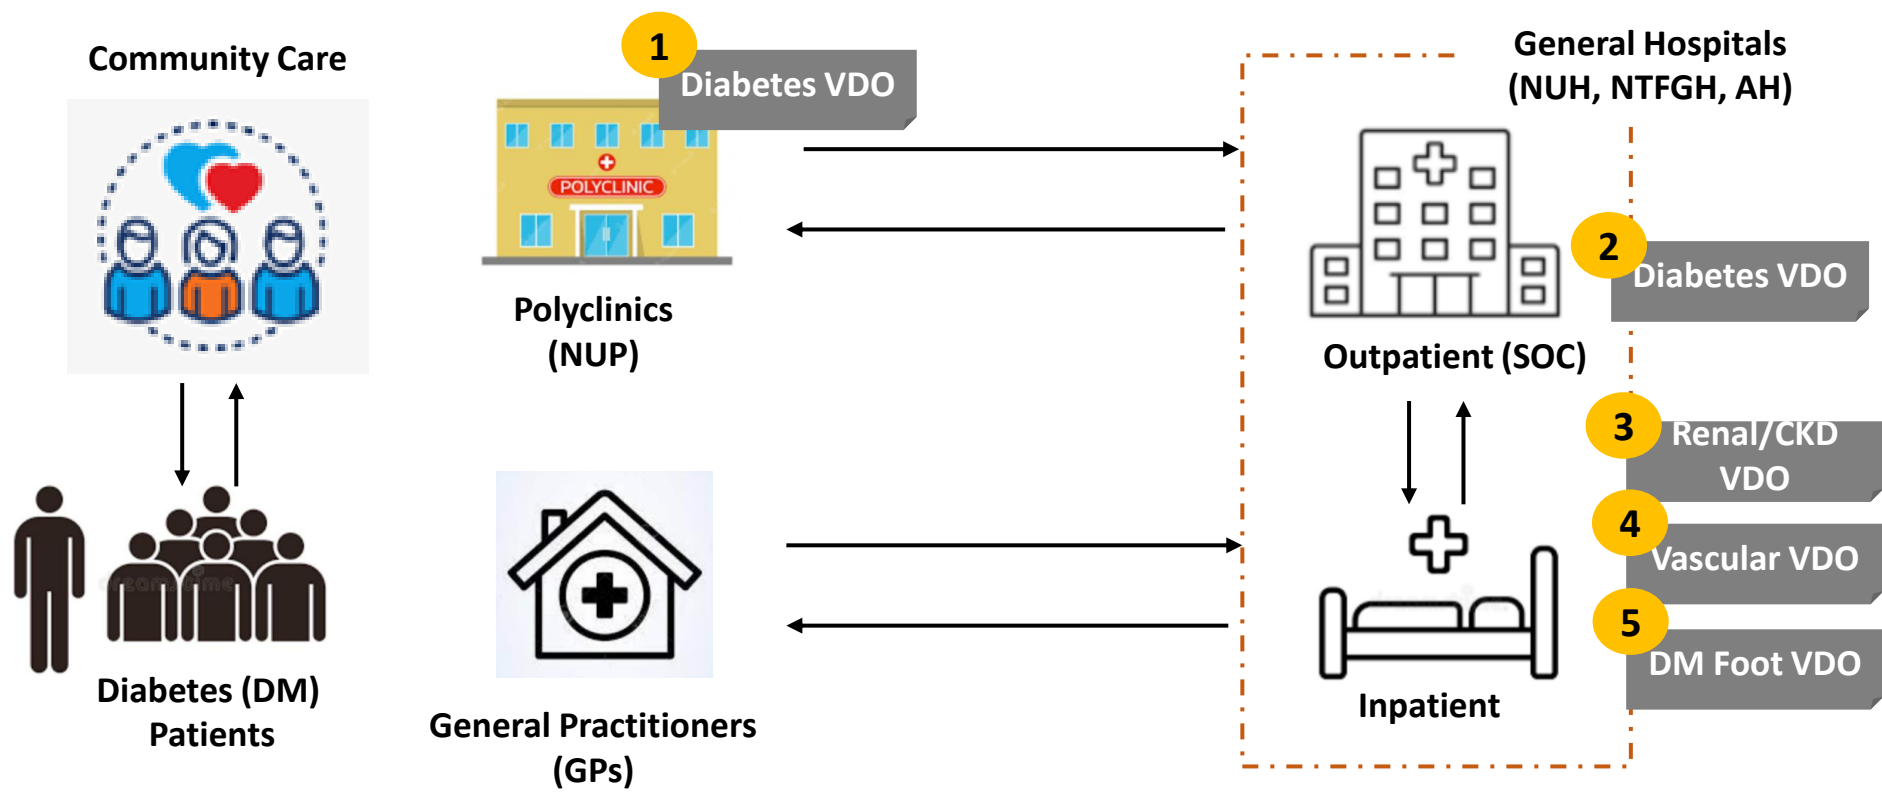 Community Care
1
Diabetes VDO
General Hospitals
(NUH, NTFGH, AH)
POLYCLINIC
Polyclinics
(NUP)
2
Diabetes VDO
Outpatient (SOC)
3
Renal/CKD
VDO
4
Vascular VDO
5
DM Foot VDO
Inpatient
Diabetes (DM)
Patients
General Practitioners
(GPs)